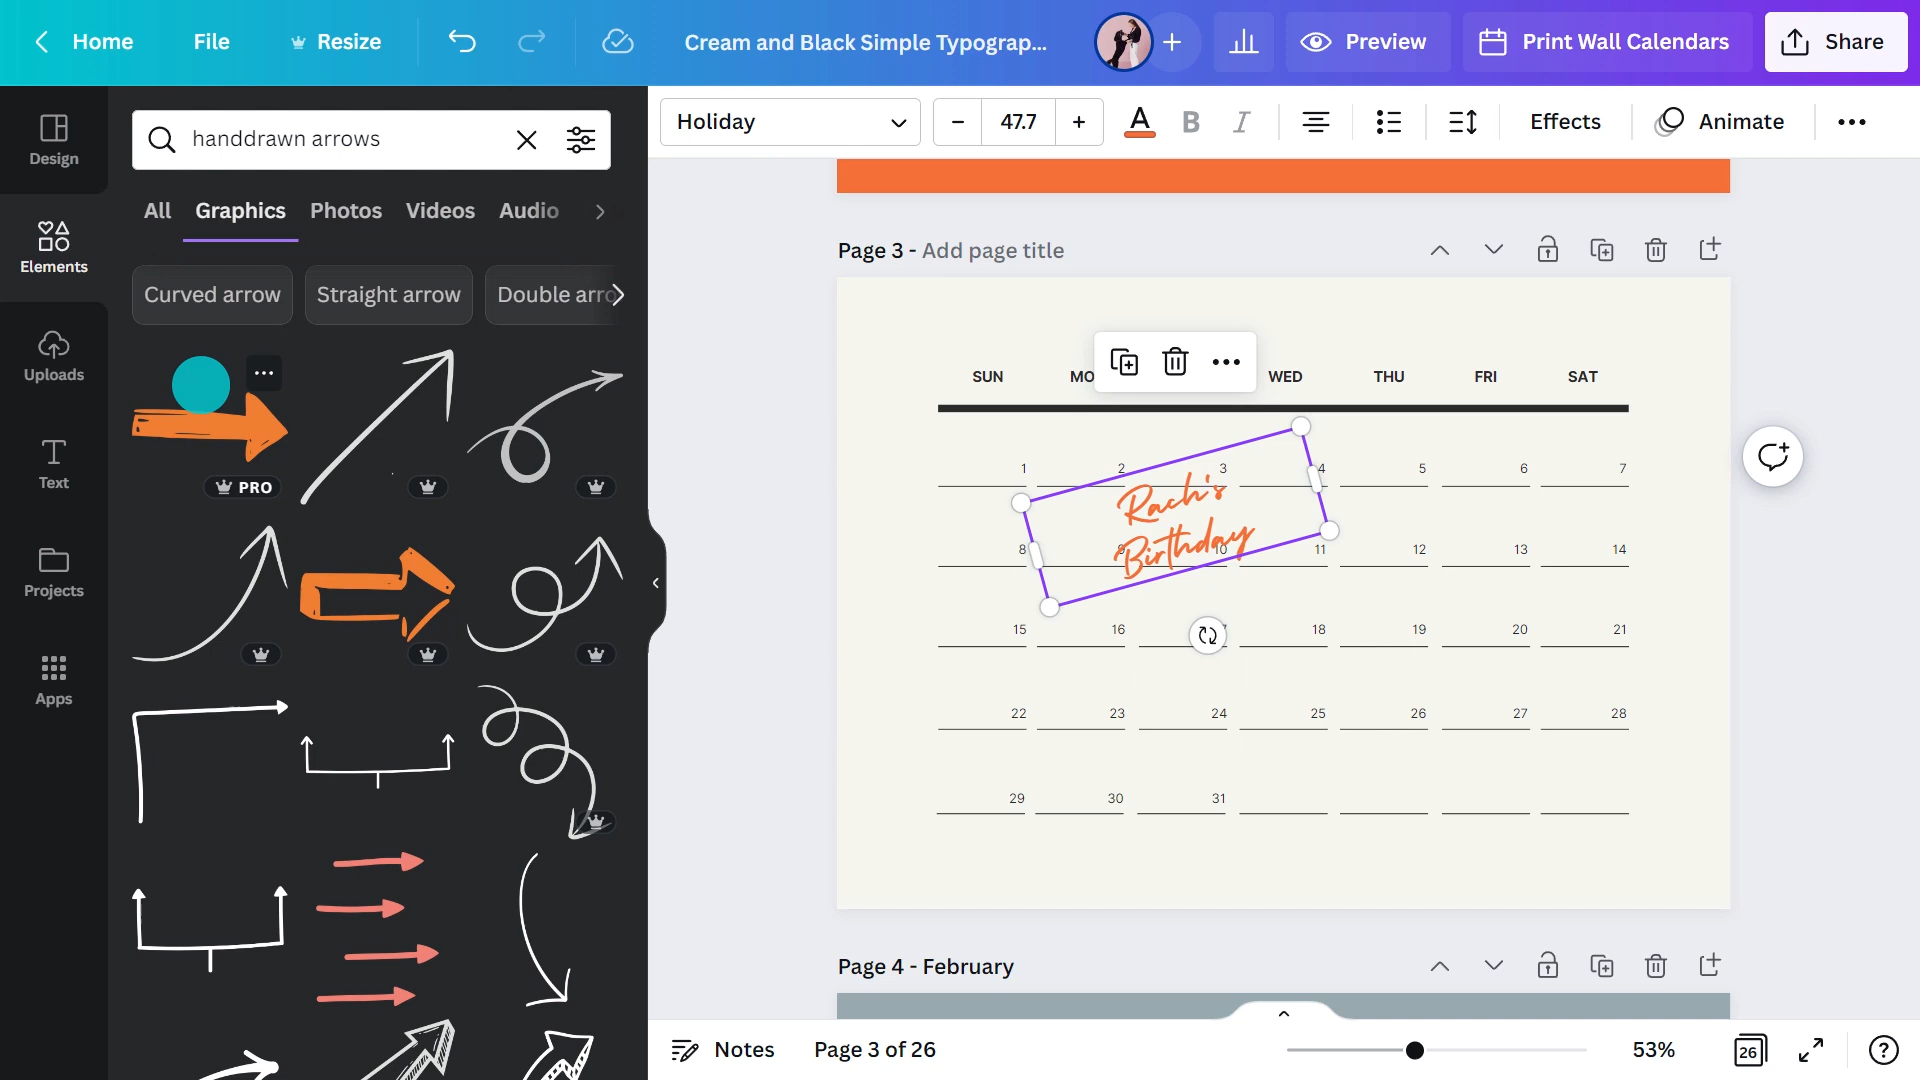 Home
File
Resize
Cream and Black Simple Typograp...
Preview
Print Wall Calendars
Share
Design
Elements
Uploads
Text
Projects
Apps
handdrawn arrows
All
Graphics
Photos
Videos
Audio
Curved arrow
Straight arrow
Double arro
PRO
Holiday
47.7
A
B
I
Effects
Animate
Page 3 - Add page title
SUN
MO
WED
THU
FRI
SAT
1 2 3 4 5 6 7
Rach's
Birthday
8 9 10 11 12 13 14
15 16 18 19 20 21
22 23 24 25 26 27 28
29 30 31
Page 4 - February
Notes
Page 3 of 26
53%
26
?